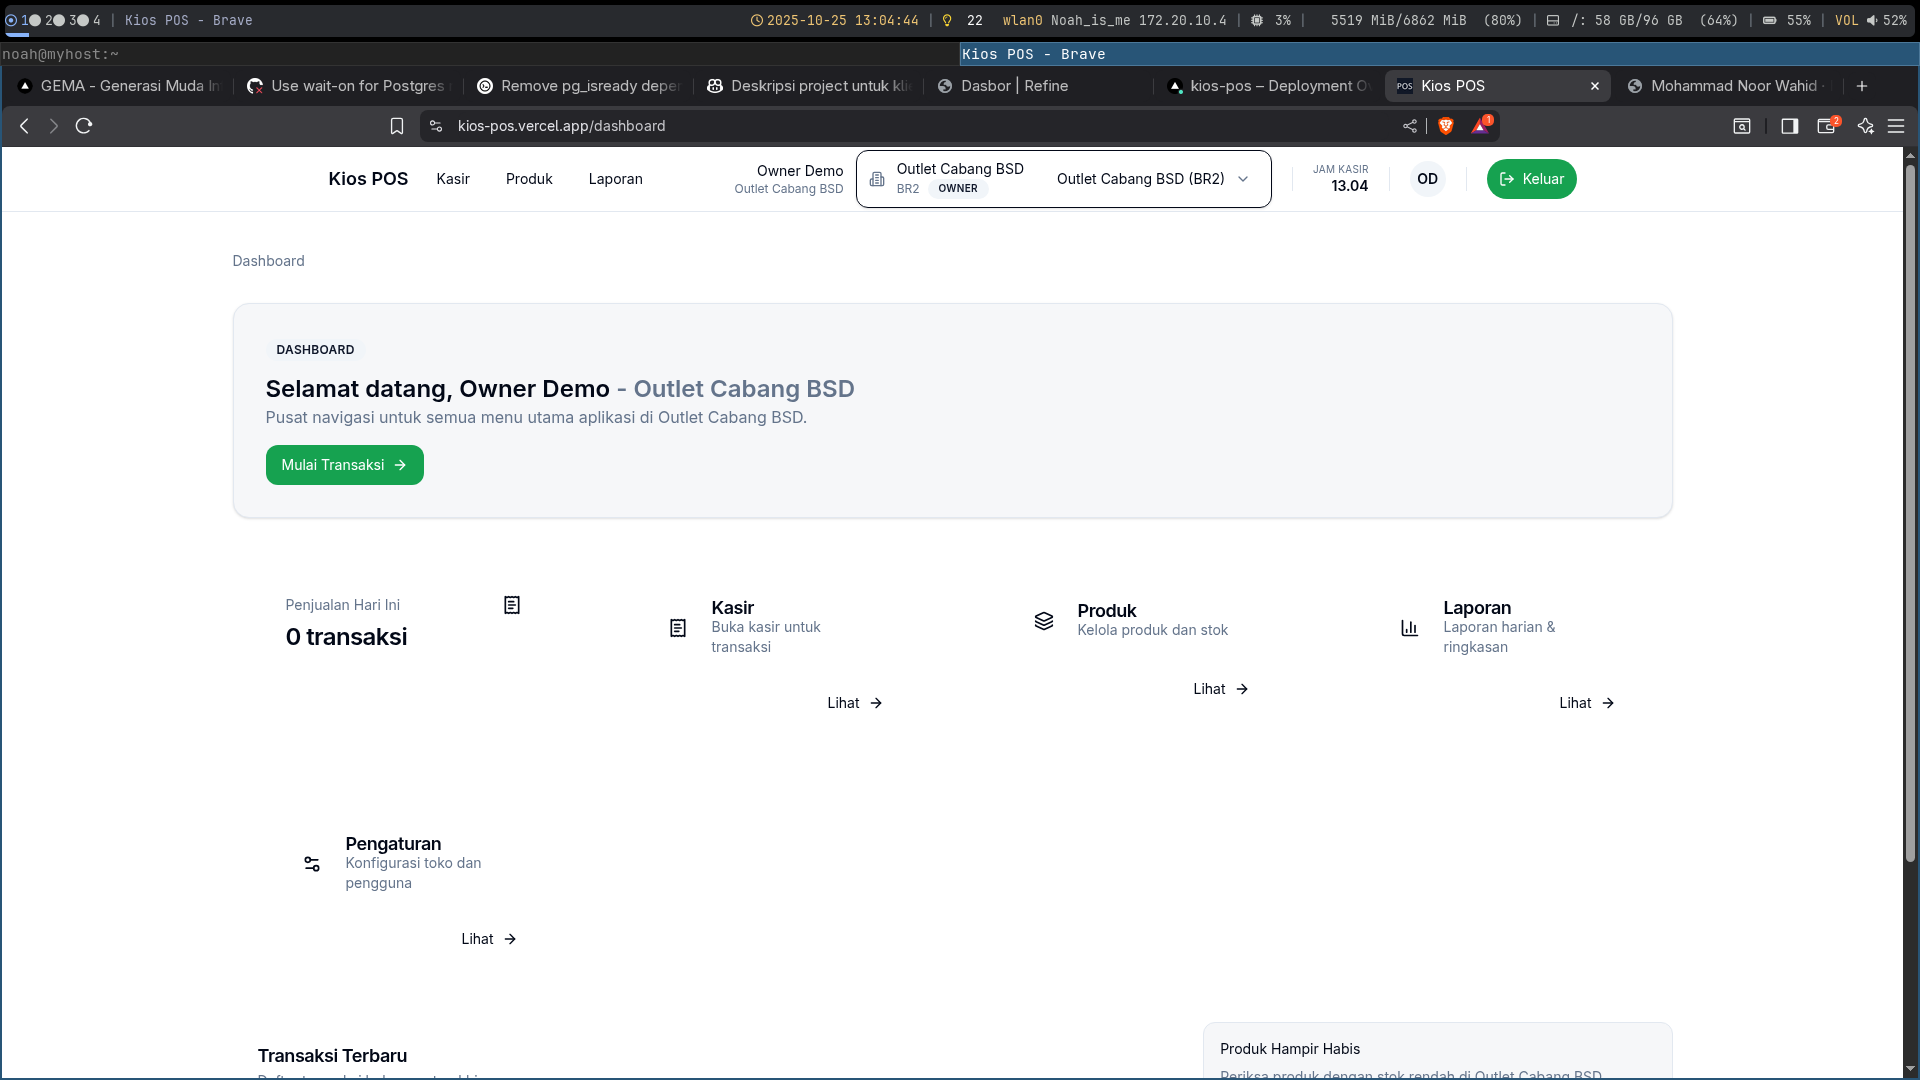 1 2 3 4 | Kios POS - Brave
2025-10-25 13:04:44 | 22 wlan0 Noah_is_me 172.20.10.4 | 3% | 5519 MiB/6862 MiB (80%) | /: 58 GB/96 GB (64%) | 55% | VOL 52%
noah@myhost:~
Kios POS - Brave
GEMA - Generasi Muda In
Use wait-on for Postgres
Remove pg_isready deper
Deskripsi project untuk kli
Dasbor | Refine
kios-pos – Deployment Ov
Kios POS
Mohammad Noor Wahid ·
kios-pos.vercel.app/dashboard
1
2
Kios POS
Kasir
Produk
Laporan
Owner Demo
Outlet Cabang BSD
Outlet Cabang BSD
BR2 OWNER
Outlet Cabang BSD (BR2)
JAM KASIR
13.04
OD
Keluar
Dashboard
DASHBOARD
Selamat datang, Owner Demo - Outlet Cabang BSD
Pusat navigasi untuk semua menu utama aplikasi di Outlet Cabang BSD.
Mulai Transaksi
Penjualan Hari Ini
0 transaksi
Kasir
Buka kasir untuk
transaksi
Lihat
Produk
Kelola produk dan stok
Lihat
Laporan
Laporan harian &
ringkasan
Lihat
Pengaturan
Konfigurasi toko dan
pengguna
Lihat
Transaksi Terbaru
Produk Hampir Habis
Periksa produk dengan stok rendah di Outlet Cabang BSD